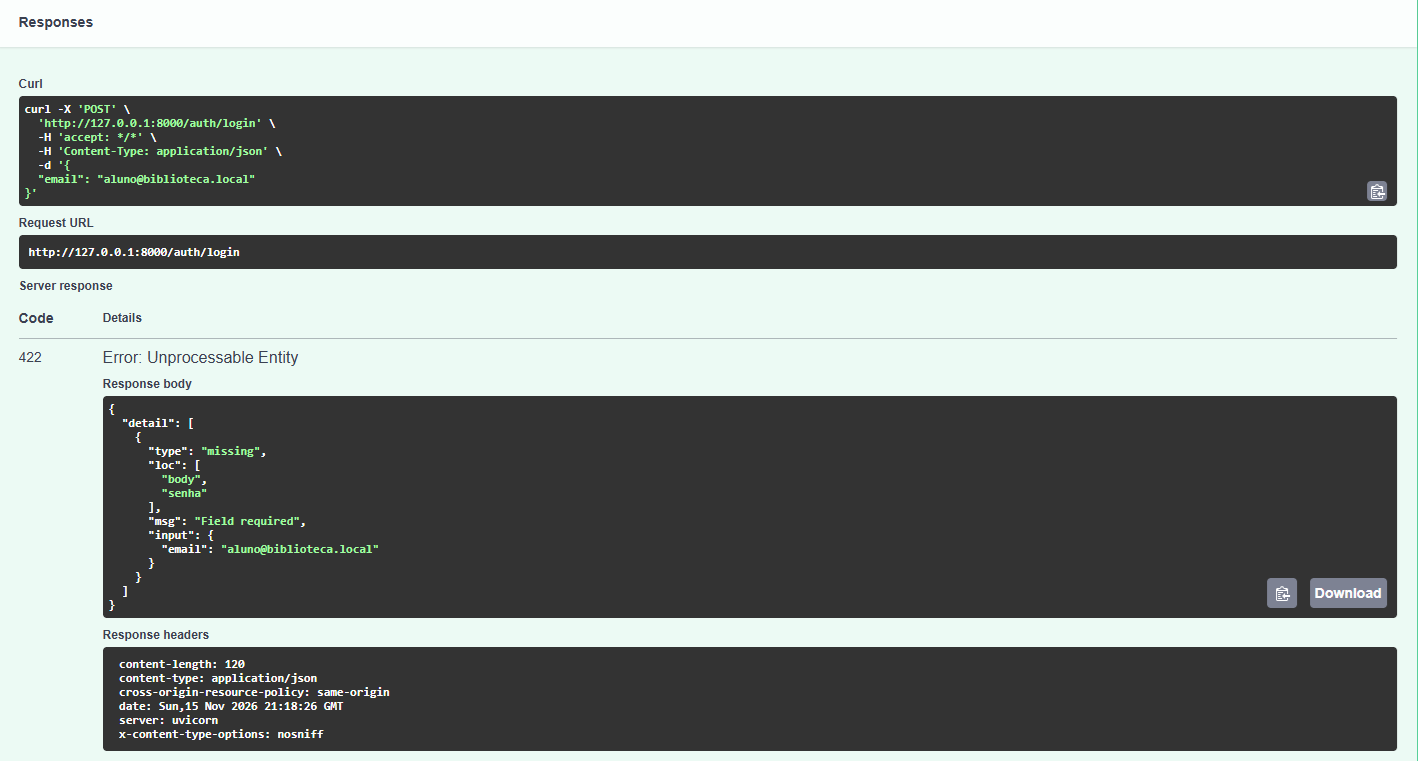 Responses
Curl
curl -X 'POST' \
  'http://127.0.0.1:8000/auth/login' \
  -H 'accept: */*' \
  -H 'Content-Type: application/json' \
  -d '{
  "email": "aluno@biblioteca.local"
}'
Request URL
http://127.0.0.1:8000/auth/login
Server response
Code Details
422 Error: Unprocessable Entity
Response body
{
  "detail": [
    {
      "type": "missing",
      "loc": [
        "body",
        "senha"
      ],
      "msg": "Field required",
      "input": {
        "email": "aluno@biblioteca.local"
      }
    }
  ]
}
Download
Response headers
content-length: 120
content-type: application/json
cross-origin-resource-policy: same-origin
date: Sun,15 Nov 2026 21:18:26 GMT
server: uvicorn
x-content-type-options: nosniff